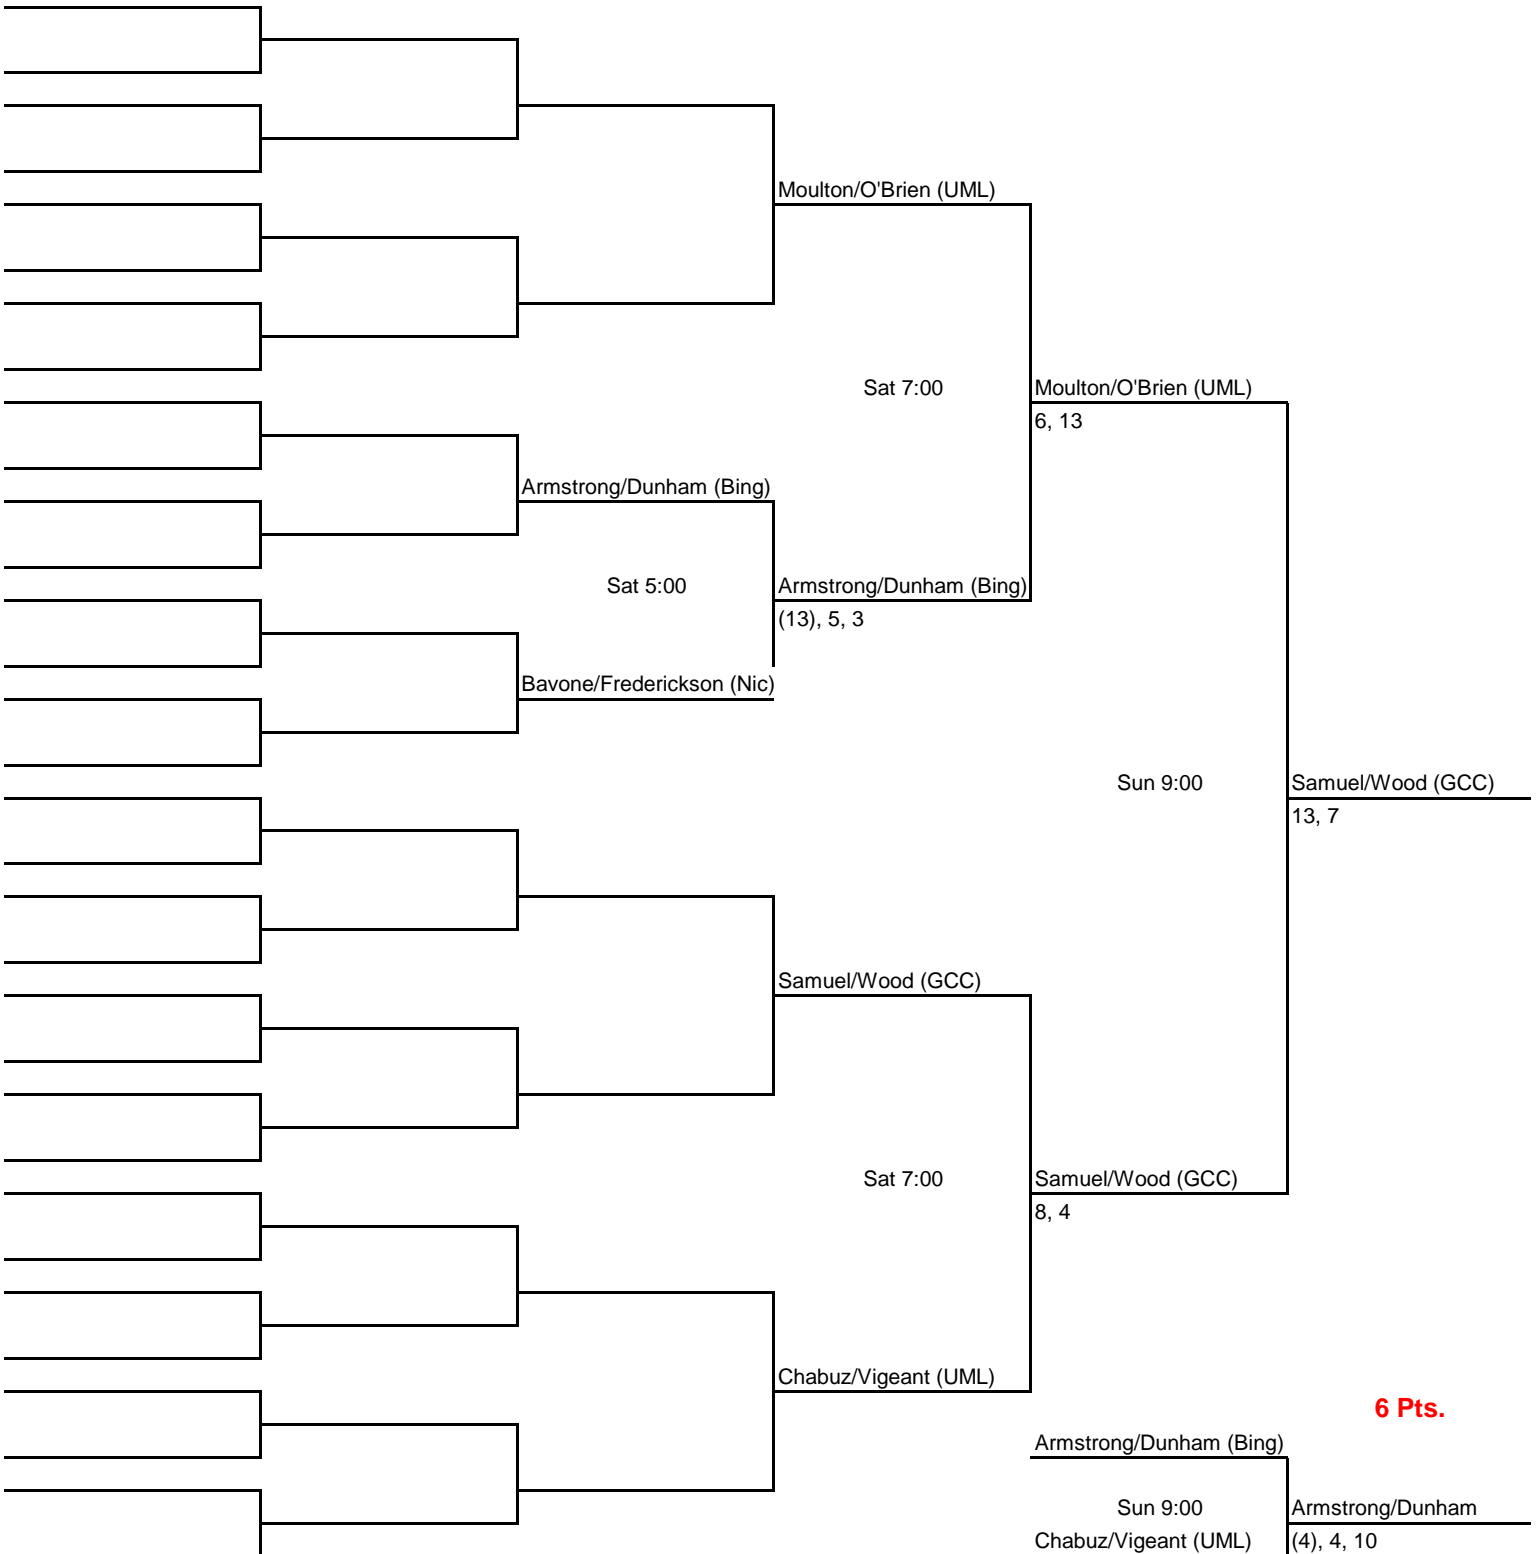 Moulton/O'Brien (UML)
Sat 7:00
Moulton/O'Brien (UML)
6, 13
Armstrong/Dunham (Bing)
Sat 5:00
Armstrong/Dunham (Bing)
(13), 5, 3
Bavone/Frederickson (Nic)
Sun 9:00
Samuel/Wood (GCC)
13, 7
Samuel/Wood (GCC)
Sat 7:00
Samuel/Wood (GCC)
8, 4
Chabuz/Vigeant (UML)
6 Pts.
Armstrong/Dunham (Bing)
Sun 9:00
Armstrong/Dunham
Chabuz/Vigeant (UML)
(4), 4, 10